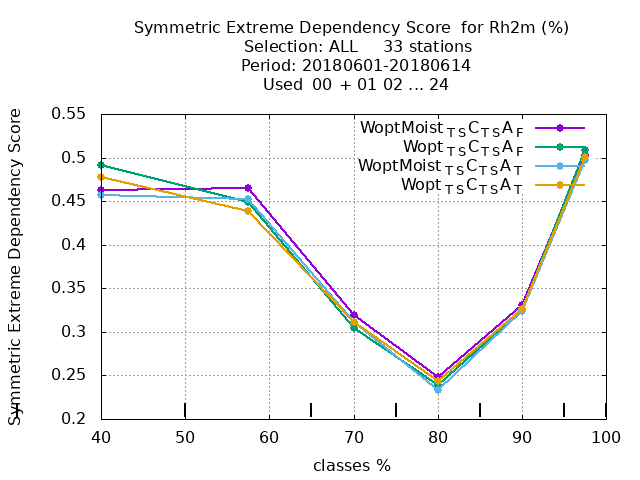 Symmetric Extreme Dependency Score for Rh2m (%)
Selection: ALL 33 stations
Period: 20180601-20180614
Used 00 + 01 02 ... 24
Symmetric Extreme Dependency Score
0.55
0.5
0.45
0.4
0.35
0.3
0.25
0.2
WoptMoist TS C TS A F
Wopt TS C TS A F
WoptMoist TS C TS A T
Wopt TS C TS A T
40 50 60 70 80 90 100
classes %